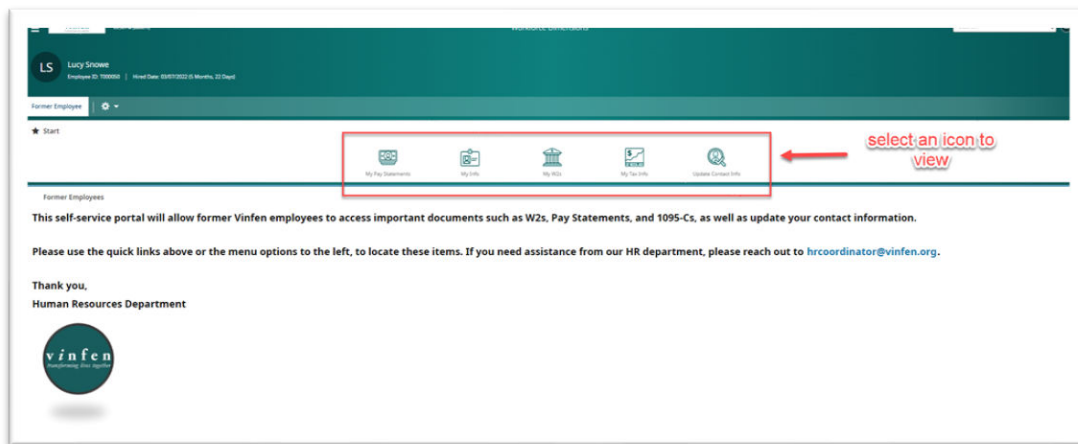 Workforce Dimensions
LS
Lucy Snowe
Employee ID: T000050 | Hired Date: 03/07/2022 (5 Months, 22 Days)
Former Employee
Start
select an icon to
view
My Pay Statements
My Info
My W2s
My Tax Info
Update Contact Info
Former Employees
This self-service portal will allow former Vinfen employees to access important documents such as W2s, Pay Statements, and 1095-Cs, as well as update your contact information.
Please use the quick links above or the menu options to the left, to locate these items. If you need assistance from our HR department, please reach out to hrcoordinator@vinfen.org.
Thank you,
Human Resources Department
vinfen
transforming lives together